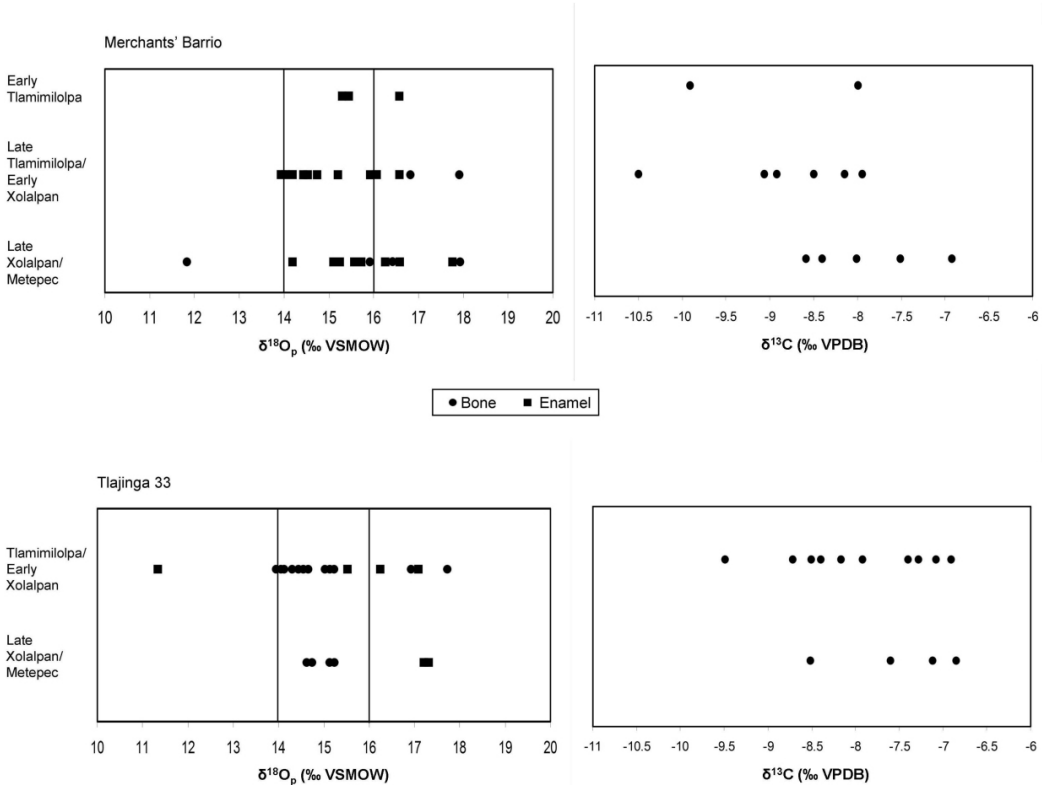 Merchants' Barrio
Early
Tlamimilolpa
Late
Tlamimilolpa/
Early
Xolalpan
Late
Xolalpan/
Metepec
10 11 12 13 14 15 16 17 18 19 20
δ¹⁸Oₚ (‰ VSMOW)
-11 -10.5 -10 -9.5 -9 -8.5 -8 -7.5 -7 -6.5 -6
δ¹³C (‰ VPDB)
Bone Enamel
Tlajinga 33
Tlamimilolpa/
Early
Xolalpan
Late
Xolalpan/
Metepec
10 11 12 13 14 15 16 17 18 19 20
δ¹⁸Oₚ (‰ VSMOW)
-11 -10.5 -10 -9.5 -9 -8.5 -8 -7.5 -7 -6.5 -6
δ¹³C (‰ VPDB)